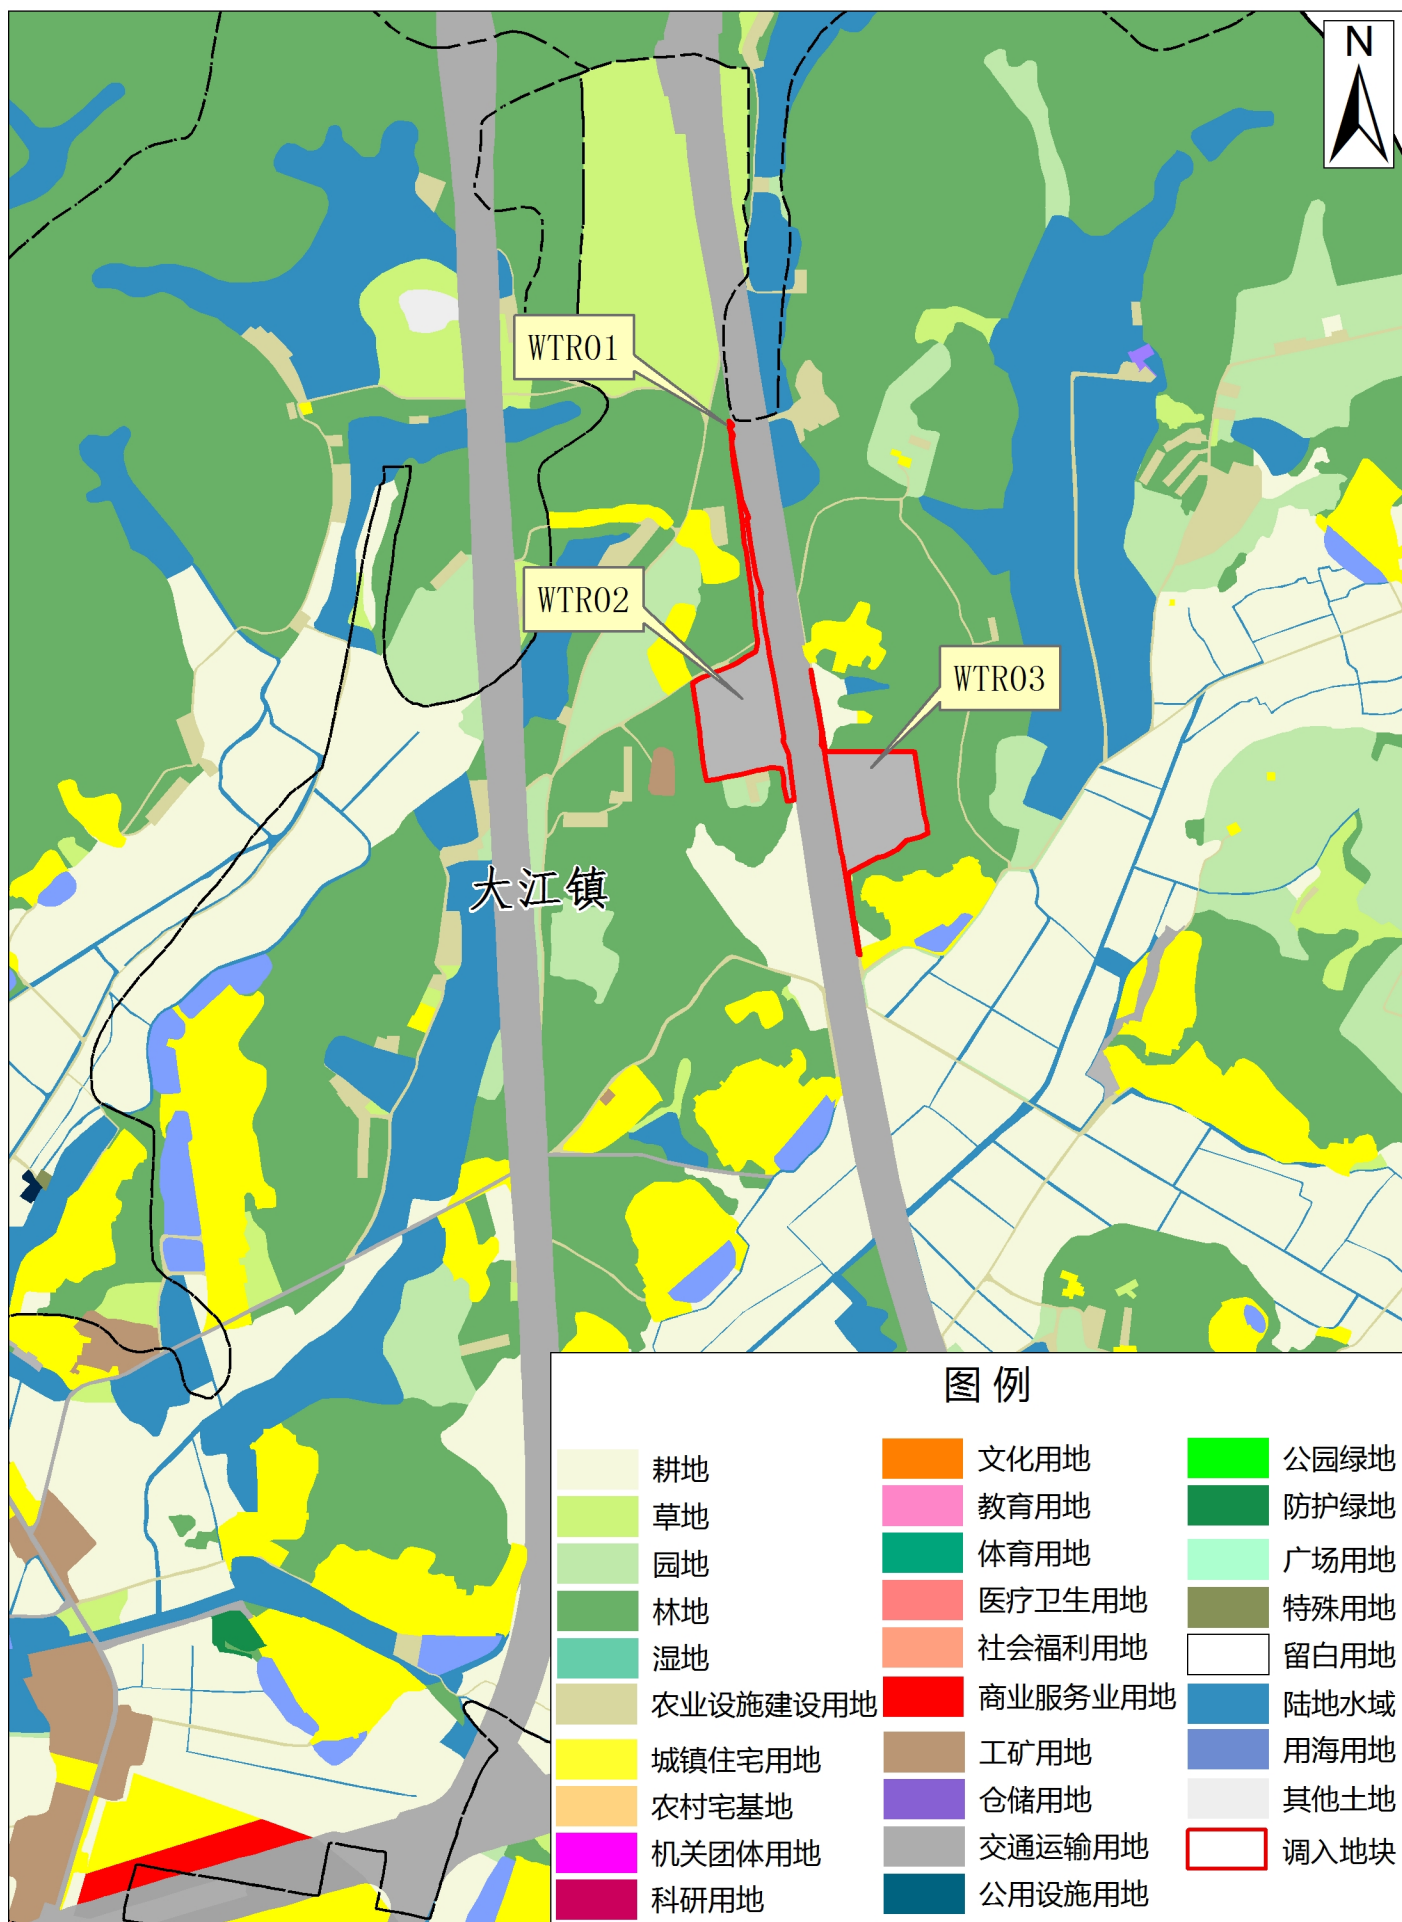 N
WTR01
WTR02
WTR03
大江镇
图例
耕地
草地
园地
林地
湿地
农业设施建设用地
城镇住宅用地
农村宅基地
机关团体用地
科研用地
文化用地
教育用地
体育用地
医疗卫生用地
社会福利用地
商业服务业用地
工矿用地
仓储用地
交通运输用地
公用设施用地
公园绿地
防护绿地
广场用地
特殊用地
留白用地
陆地水域
用海用地
其他土地
调入地块